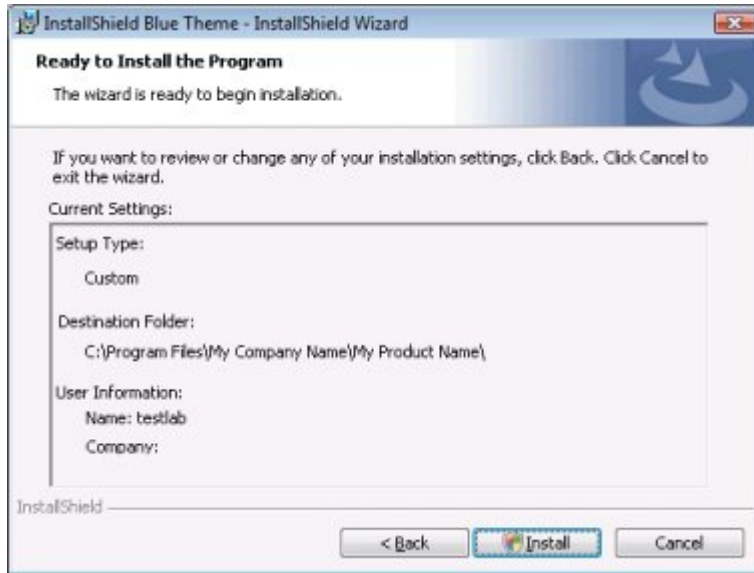 InstallShield Blue Theme - InstallShield Wizard
Ready to Install the Program
The wizard is ready to begin installation.
If you want to review or change any of your installation settings, click Back. Click Cancel to
exit the wizard.
Current Settings:
Setup Type:
Custom
Destination Folder:
C:\Program Files\My Company Name\My Product Name\
User Information:
Name: testlab
Company:
InstallShield
< Back
Install
Cancel